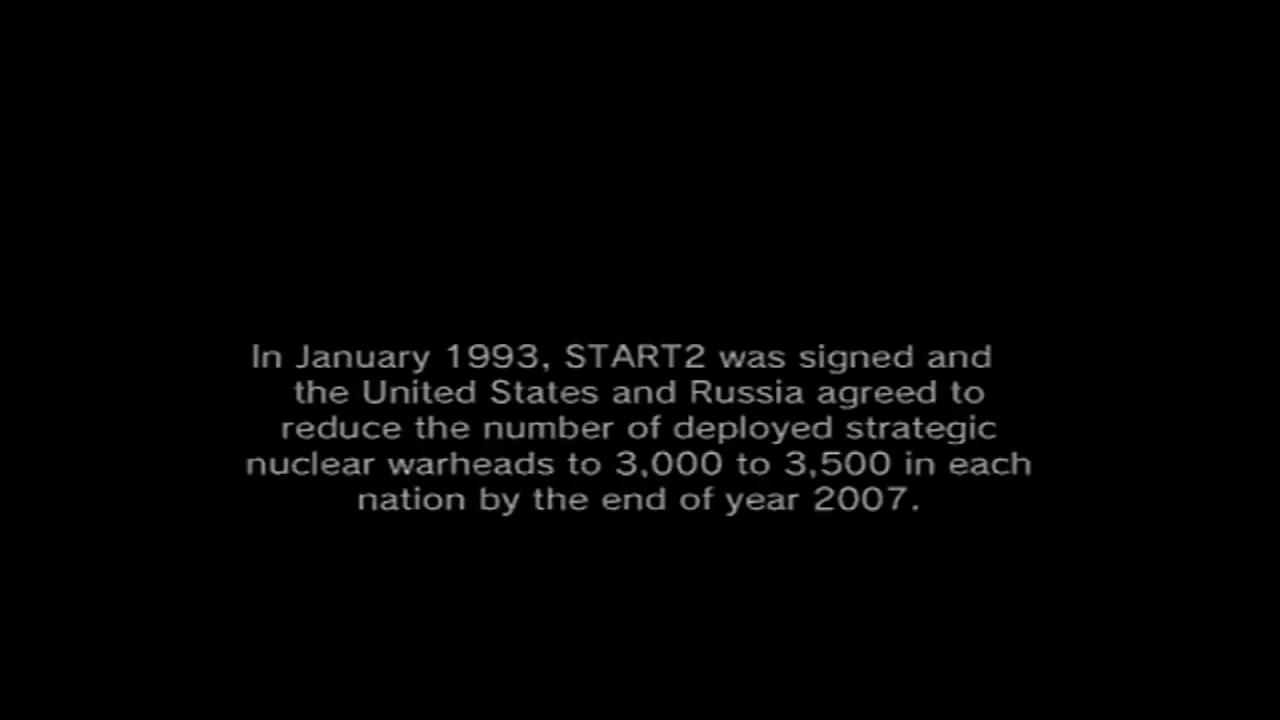 In January 1993, START2 was signed and
the United States and Russia agreed to
reduce the number of deployed strategic
nuclear warheads to 3,000 to 3,500 in each
nation by the end of year 2007.